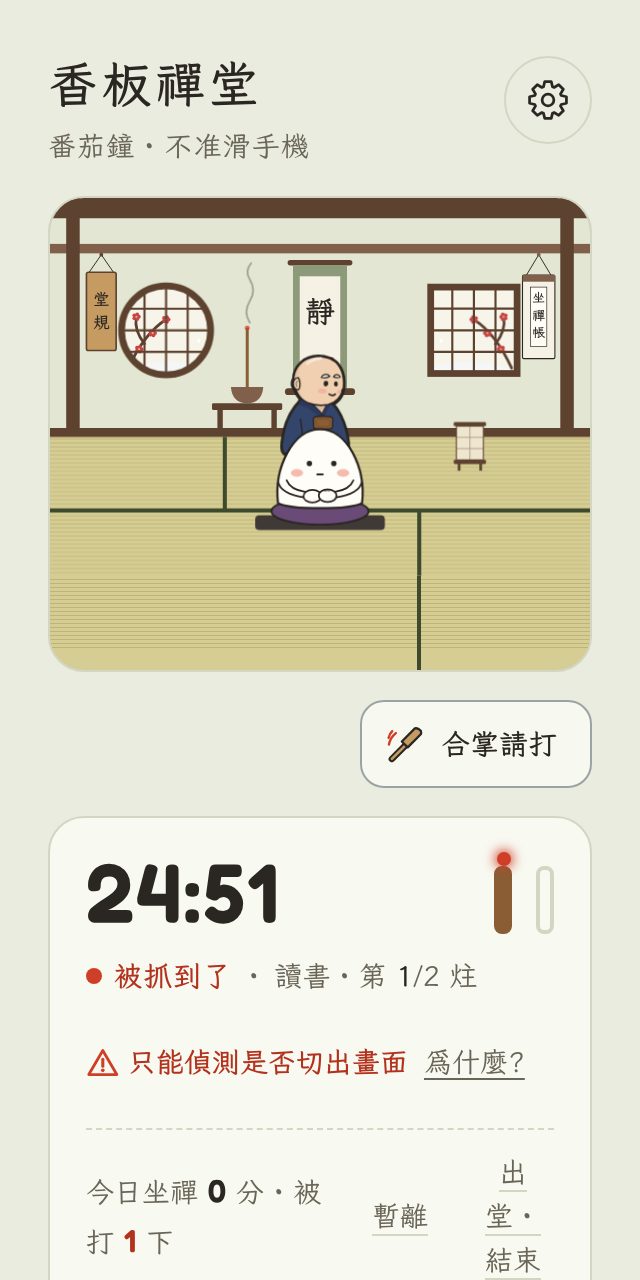 香板禪堂
番茄鐘・不准滑手機
堂規
靜
坐禪帳
合掌請打
24:51
被抓到了 ・ 讀書・第 1/2 炷
只能偵測是否切出畫面 爲什麼?
今日坐禪 0 分・被
打 1 下
暫離
出
堂・
結束